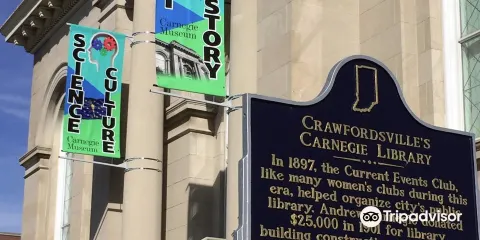 SCIENCE
CULTURE
Carnegie
Museum
STORY
Carnegie
Museum
CRAWFORDSVILLE'S
CARNEGIE LIBRARY
In 1897, the Current Events Club,
like many women's clubs during this
era, helped organize city's
library. Andrew
$25,000 in 1901 for library
building
Tripadvisor